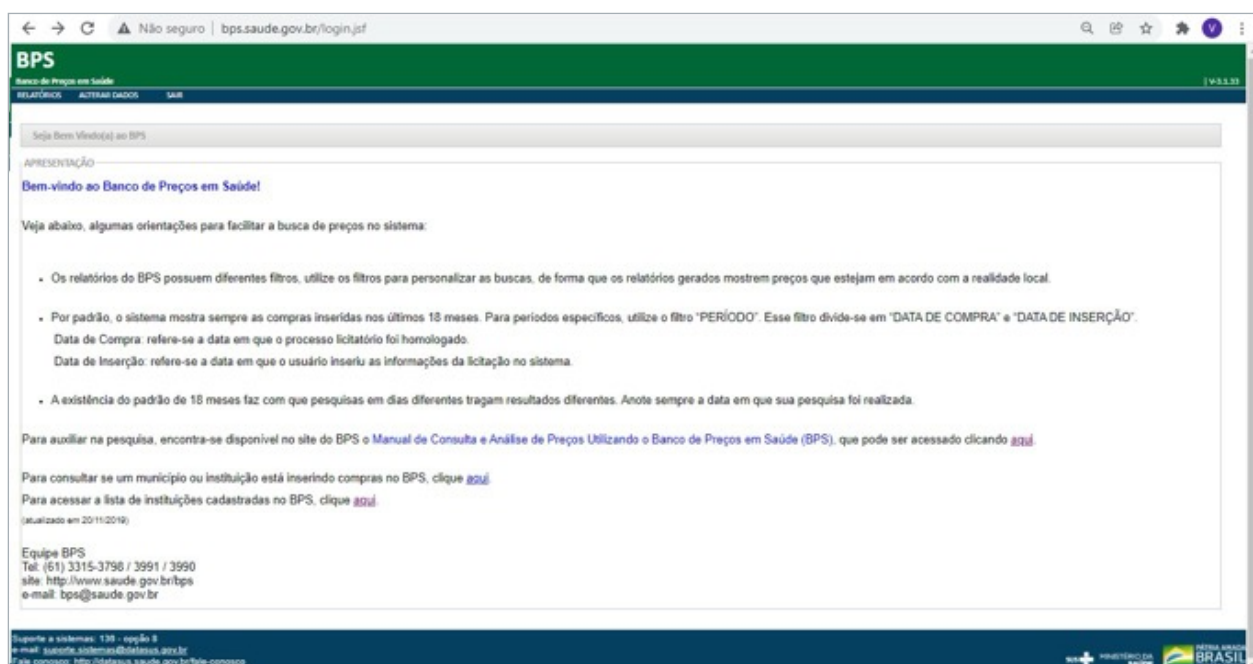 Não seguro | bps.saude.gov.br/login.jsf
V
BPS
Banco de Preços em Saúde
| V-3.1.33
RELATÓRIOS ALTERAR DADOS SAIR
Seja Bem Vindo(a) ao BPS
APRESENTAÇÃO
Bem-vindo ao Banco de Preços em Saúde!
Veja abaixo, algumas orientações para facilitar a busca de preços no sistema:
• Os relatórios do BPS possuem diferentes filtros, utilize os filtros para personalizar as buscas, de forma que os relatórios gerados mostrem preços que estejam em acordo com a realidade local.
• Por padrão, o sistema mostra sempre as compras inseridas nos últimos 18 meses. Para períodos específicos, utilize o filtro "PERÍODO". Esse filtro divide-se em "DATA DE COMPRA" e "DATA DE INSERÇÃO".
Data de Compra: refere-se a data em que o processo licitatório foi homologado.
Data de Inserção: refere-se a data em que o usuário inseriu as informações da licitação no sistema.
• A existência do padrão de 18 meses faz com que pesquisas em dias diferentes tragam resultados diferentes. Anote sempre a data em que sua pesquisa foi realizada.
Para auxiliar na pesquisa, encontra-se disponível no site do BPS o Manual de Consulta e Análise de Preços Utilizando o Banco de Preços em Saúde (BPS), que pode ser acessado clicando aqui.
Para consultar se um município ou instituição está inserindo compras no BPS, clique aqui.
Para acessar a lista de instituições cadastradas no BPS, clique aqui.
(atualizado em 20/11/2019)
Equipe BPS
Tel: (61) 3315-3798 / 3991 / 3990
site: http://www.saude.gov.br/bps
e-mail: bps@saude.gov.br
Suporte a sistemas: 136 - opção 8
e-mail: suporte.sistemas@datasus.gov.br
Fale conosco: http://datasus.saude.gov.br/fale-conosco
SUS MINISTÉRIO DA SAÚDE PÁTRIA AMADA BRASIL